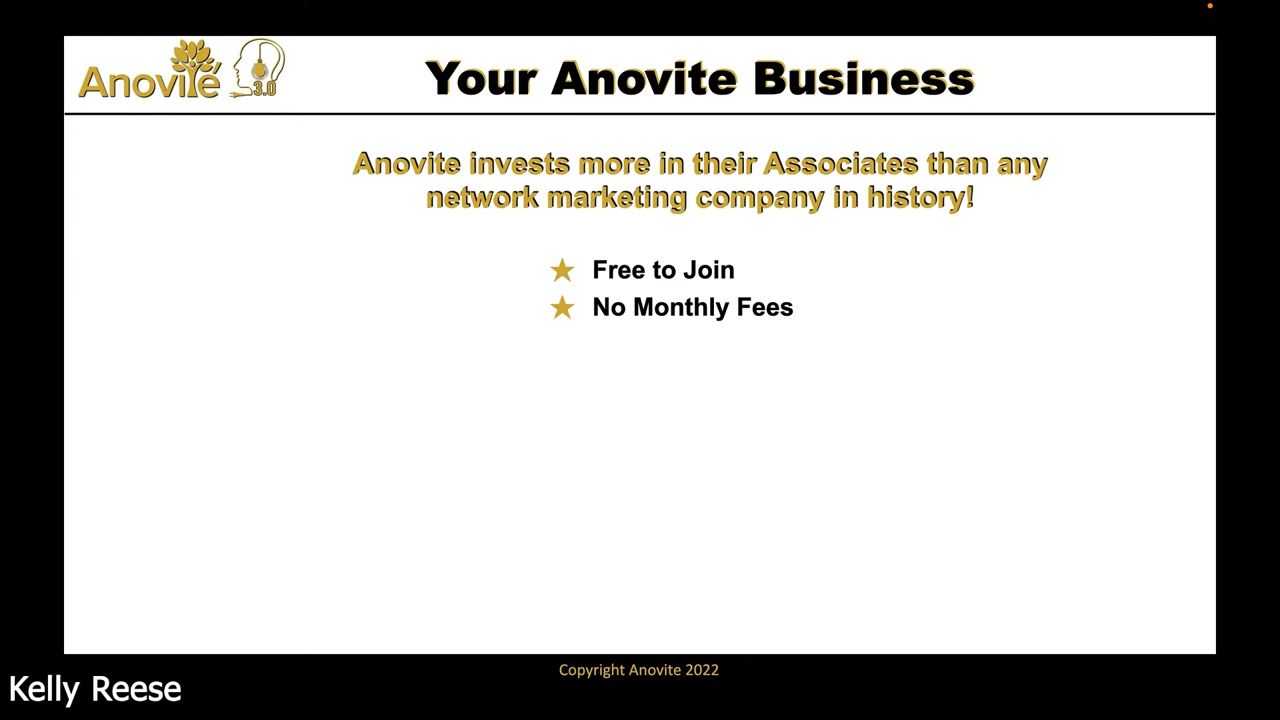 Anovite 3.0
Your Anovite Business
Anovite invests more in their Associates than any
network marketing company in history!
Free to Join
No Monthly Fees
Copyright Anovite 2022
Kelly Reese